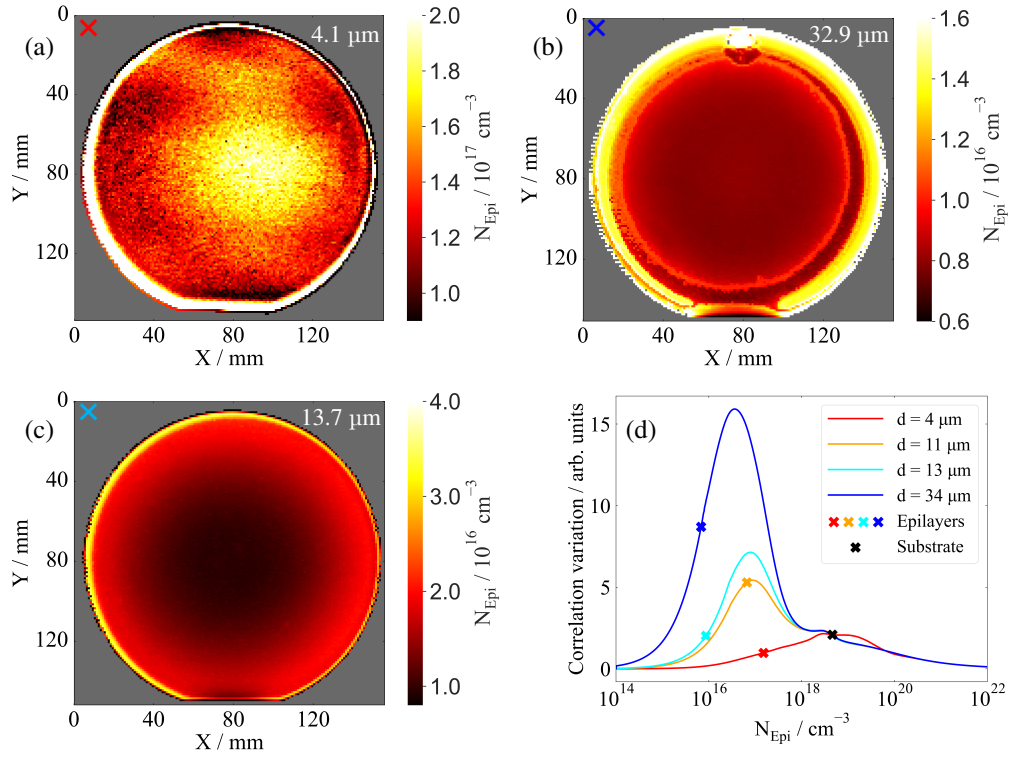 (a)
4.1 µm
0
40
80
120
Y / mm
0
40
80
120
X / mm
2.0
1.8
1.6
1.4
1.2
1.0
N_Epi / 10^17 cm^−3
(b)
32.9 µm
0
40
80
120
Y / mm
0
40
80
120
X / mm
1.6
1.4
1.2
1.0
0.8
0.6
N_Epi / 10^16 cm^−3
(c)
13.7 µm
0
40
80
120
Y / mm
0
40
80
120
X / mm
4.0
3.0
2.0
1.0
N_Epi / 10^16 cm^−3
(d)
15
10
5
0
Correlation variation / arb. units
d = 4 µm
d = 11 µm
d = 13 µm
d = 34 µm
Epilayers
Substrate
10^14
10^16
10^18
10^20
10^22
N_Epi / cm^−3